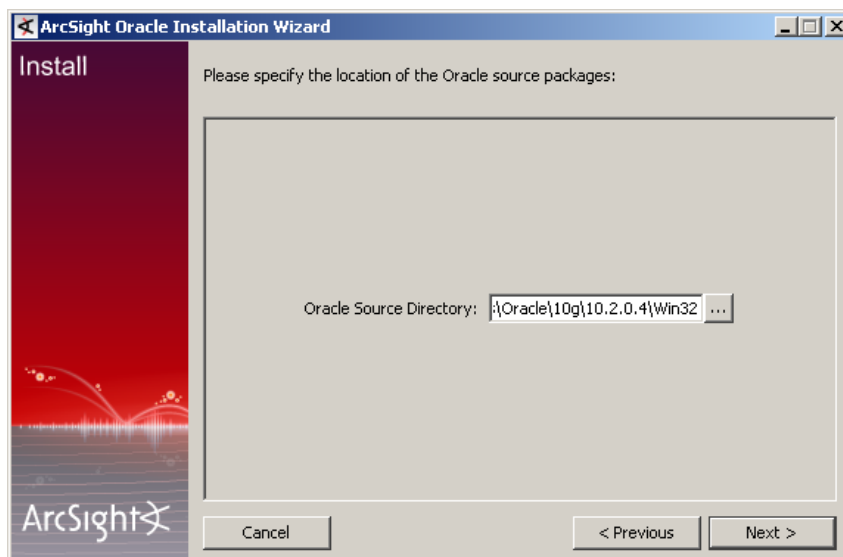 ArcSight Oracle Installation Wizard
Install
Please specify the location of the Oracle source packages:
Oracle Source Directory: :\Oracle\10g\10.2.0.4\Win32 ...
ArcSight
Cancel < Previous Next >